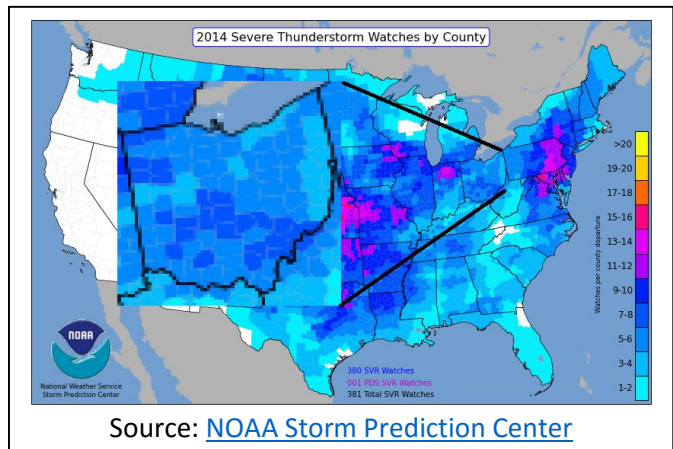 2014 Severe Thunderstorm Watches by County
>20
19-20
17-18
15-16
13-14
11-12
9-10
7-8
5-6
3-4
1-2
Watches per county departure
NOAA
National Weather Service
Storm Prediction Center
380 SVR Watches
001 PDS SVR Watches
381 Total SVR Watches
Source: NOAA Storm Prediction Center